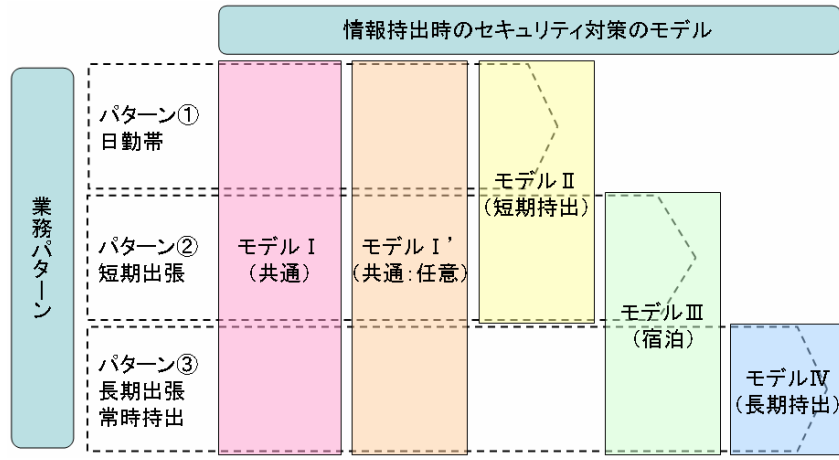 情報持出時のセキュリティ対策のモデル
業務パターン
パターン①
日勤帯
パターン②
短期出張
パターン③
長期出張
常時持出
モデルⅠ
(共通)
モデルⅠ'
(共通:任意)
モデルⅡ
(短期持出)
モデルⅢ
(宿泊)
モデルⅣ
(長期持出)